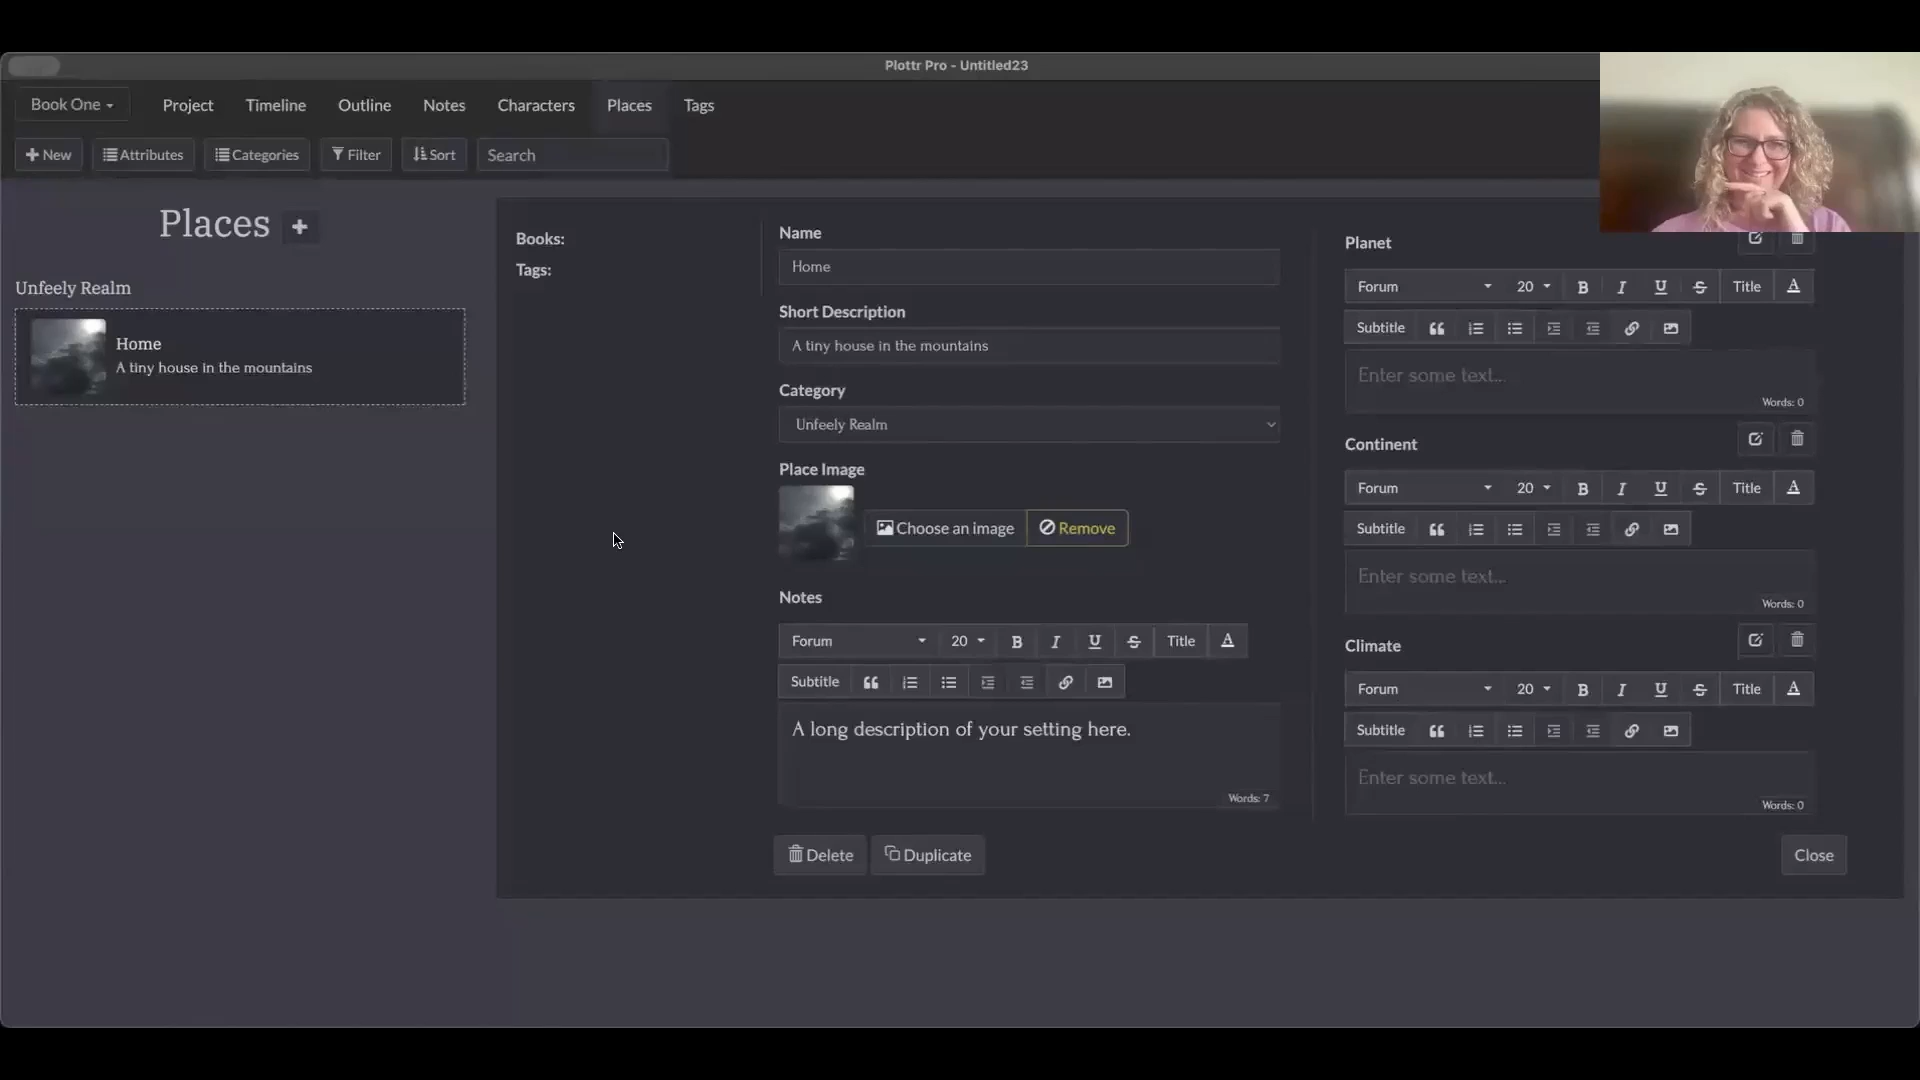 Plottr Pro - Untitled23
Book One
Project
Timeline
Outline
Notes
Characters
Places
Tags
New
Attributes
Categories
Filter
Sort
Search
Places
Unfeely Realm
Home
A tiny house in the mountains
Books:
Tags:
Name
Home
Short Description
A tiny house in the mountains
Category
Unfeely Realm
Place Image
Choose an image
Remove
Notes
Forum 20 B I U S Title A
Subtitle
A long description of your setting here.
Words: 7
Delete
Duplicate
Planet
Forum 20 B I U S Title A
Subtitle
Enter some text...
Words: 0
Continent
Forum 20 B I U S Title A
Subtitle
Enter some text...
Words: 0
Climate
Forum 20 B I U S Title A
Subtitle
Enter some text...
Words: 0
Close